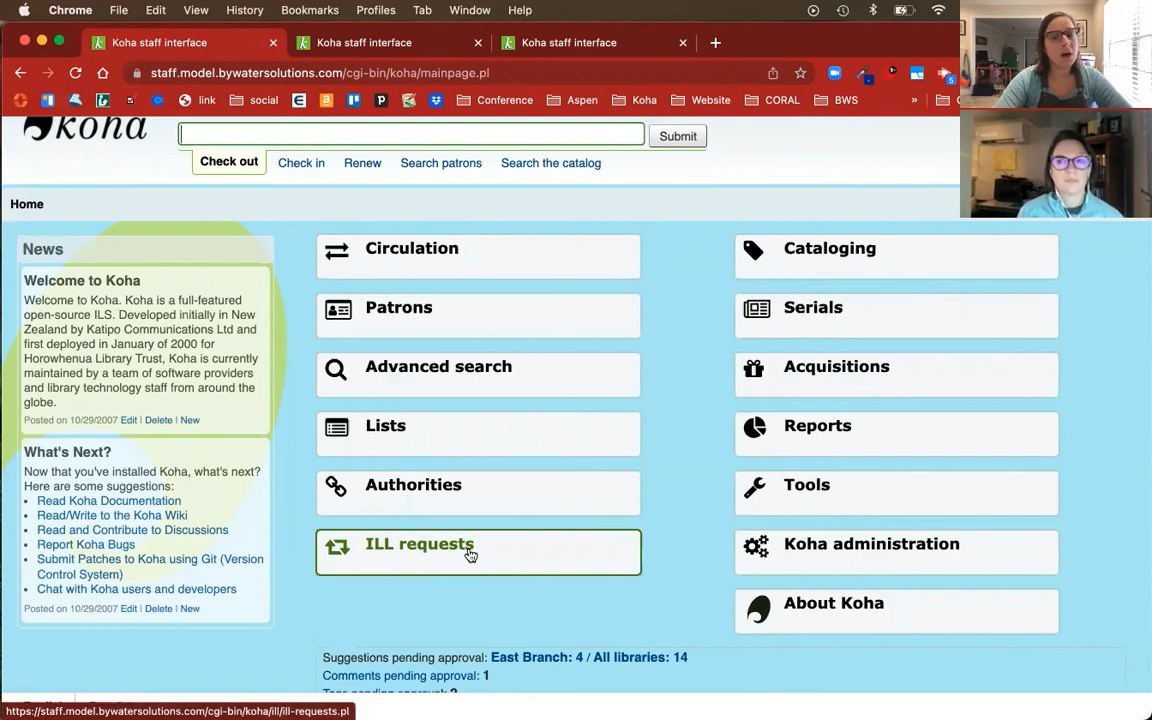 Chrome File Edit View History Bookmarks Profiles Tab Window Help
Koha staff interface Koha staff interface Koha staff interface
staff.model.bywatersolutions.com/cgi-bin/koha/mainpage.pl
link social Conference Aspen Koha Website CORAL BWS »
5
koha
Submit
Check out Check in Renew Search patrons Search the catalog
Home
News
Welcome to Koha
Welcome to Koha. Koha is a full-featured
open-source ILS. Developed initially in New
Zealand by Katipo Communications Ltd and
first deployed in January of 2000 for
Horowhenua Library Trust, Koha is currently
maintained by a team of software providers
and library technology staff from around the
globe.
Posted on 10/29/2007 Edit | Delete | New
What's Next?
Now that you've installed Koha, what's next?
Here are some suggestions:
• Read Koha Documentation
• Read/Write to the Koha Wiki
• Read and Contribute to Discussions
• Report Koha Bugs
• Submit Patches to Koha using Git (Version
Control System)
• Chat with Koha users and developers
Posted on 10/29/2007 Edit | Delete | New
Circulation
Patrons
Advanced search
Lists
Authorities
ILL requests
Cataloging
Serials
Acquisitions
Reports
Tools
Koha administration
About Koha
Suggestions pending approval: East Branch: 4 / All libraries: 14
Comments pending approval: 1
Tags pending approval: 2
https://staff.model.bywatersolutions.com/cgi-bin/koha/ill/ill-requests.pl